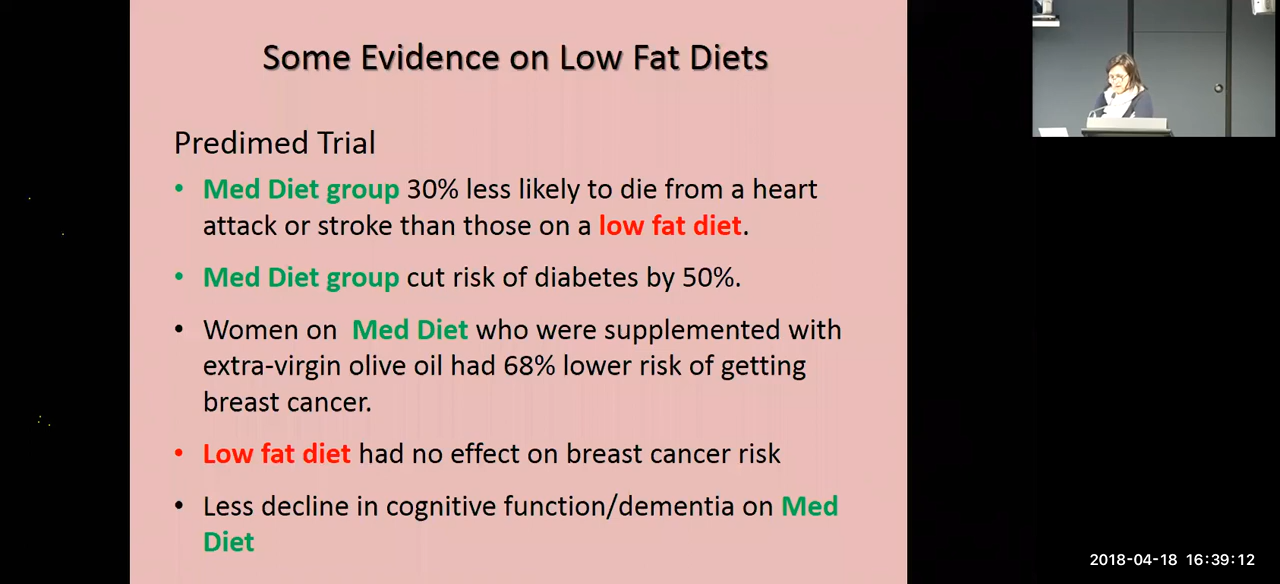 Some Evidence on Low Fat Diets
Predimed Trial
• Med Diet group 30% less likely to die from a heart
attack or stroke than those on a low fat diet.
• Med Diet group cut risk of diabetes by 50%.
• Women on Med Diet who were supplemented with
extra-virgin olive oil had 68% lower risk of getting
breast cancer.
• Low fat diet had no effect on breast cancer risk
• Less decline in cognitive function/dementia on Med
Diet
2018-04-18 16:39:12